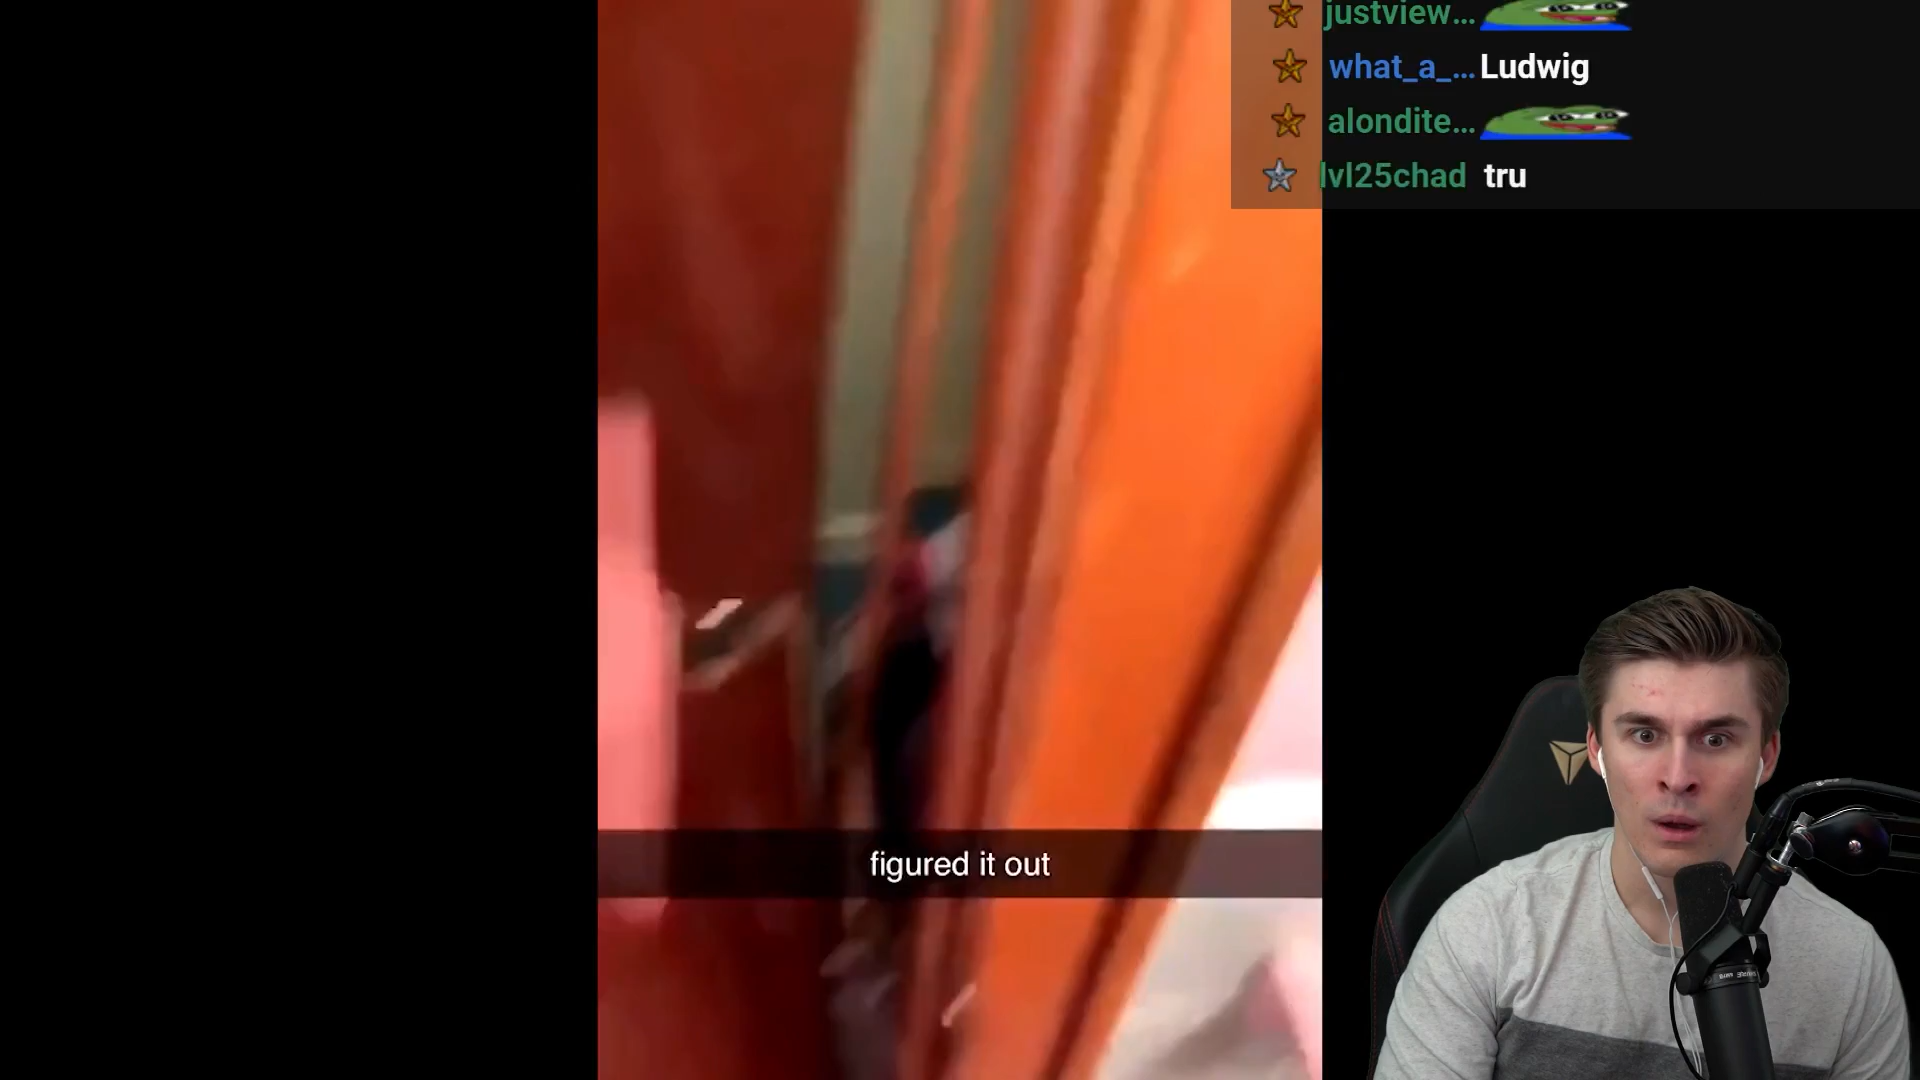 justview...
what_a_... Ludwig
alondite...
lvl25chad tru
figured it out